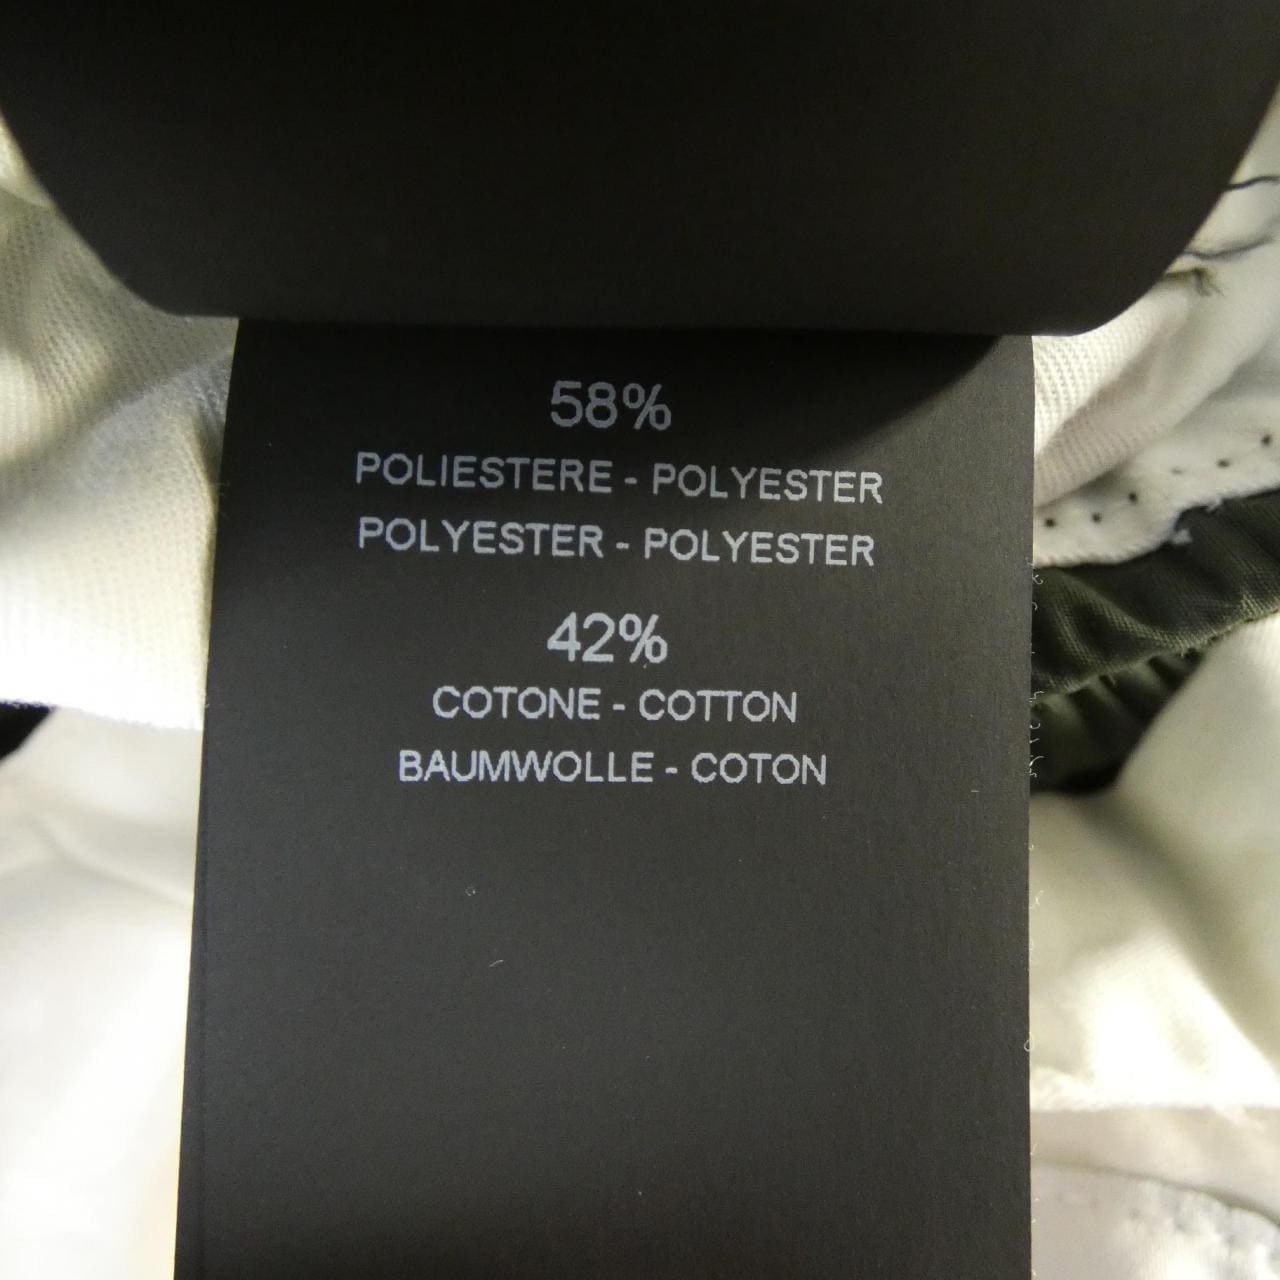 58%
POLIESTERE - POLYESTER
POLYESTER - POLYESTER
42%
COTONE - COTTON
BAUMWOLLE - COTON